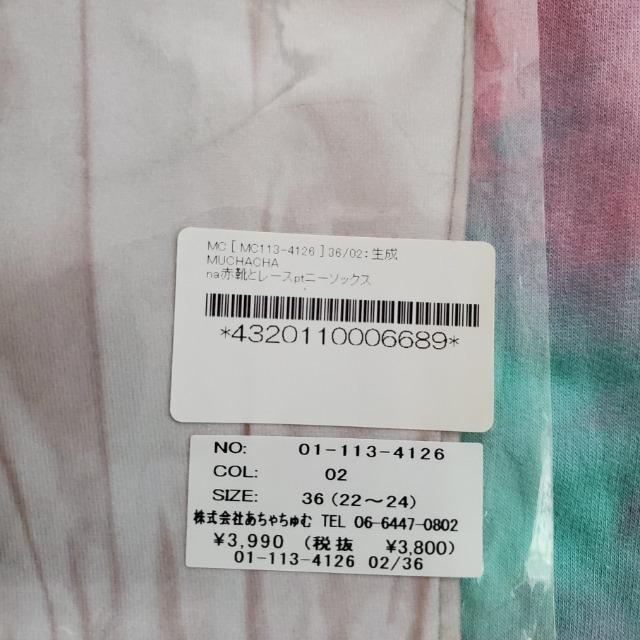 MC [ MC113-4126 ] 36/02:生成
MUCHACHA
na赤靴とレースptニーソックス
*4320110006689*
NO: 01-113-4126
COL: 02
SIZE: 36 (22～24)
株式会社あちゃちゅむ TEL 06-6447-0802
¥3,990 (税抜 ¥3,800)
01-113-4126 02/36